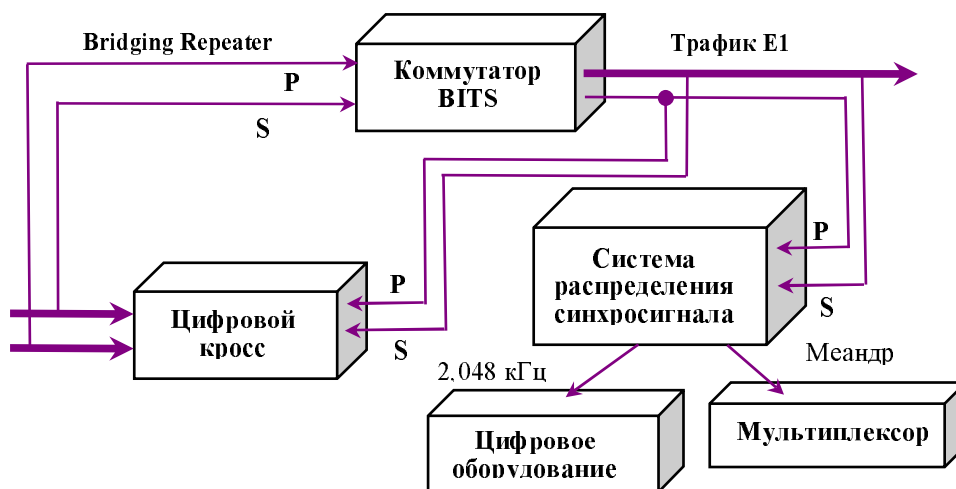 Bridging Repeater
Коммутатор
BITS
Трафик E1
P
S
P
S
Система
распределения
синхросигнала
P
S
Цифровой
кросс
2,048 кГц
Меандр
Цифровое
оборудование
Мультиплексор